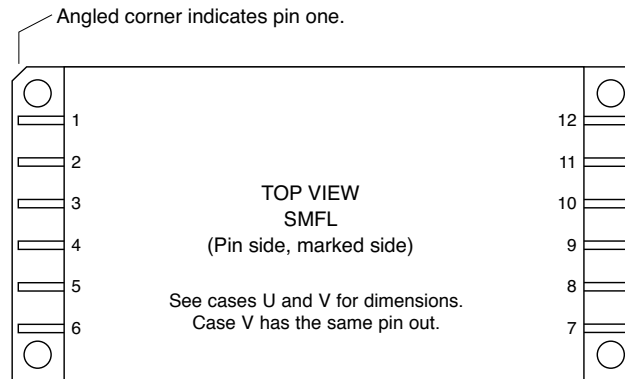 Angled corner indicates pin one.
1
12
2
11
3
10
4
9
5
8
6
7
TOP VIEW
SMFL
(Pin side, marked side)
See cases U and V for dimensions.
Case V has the same pin out.